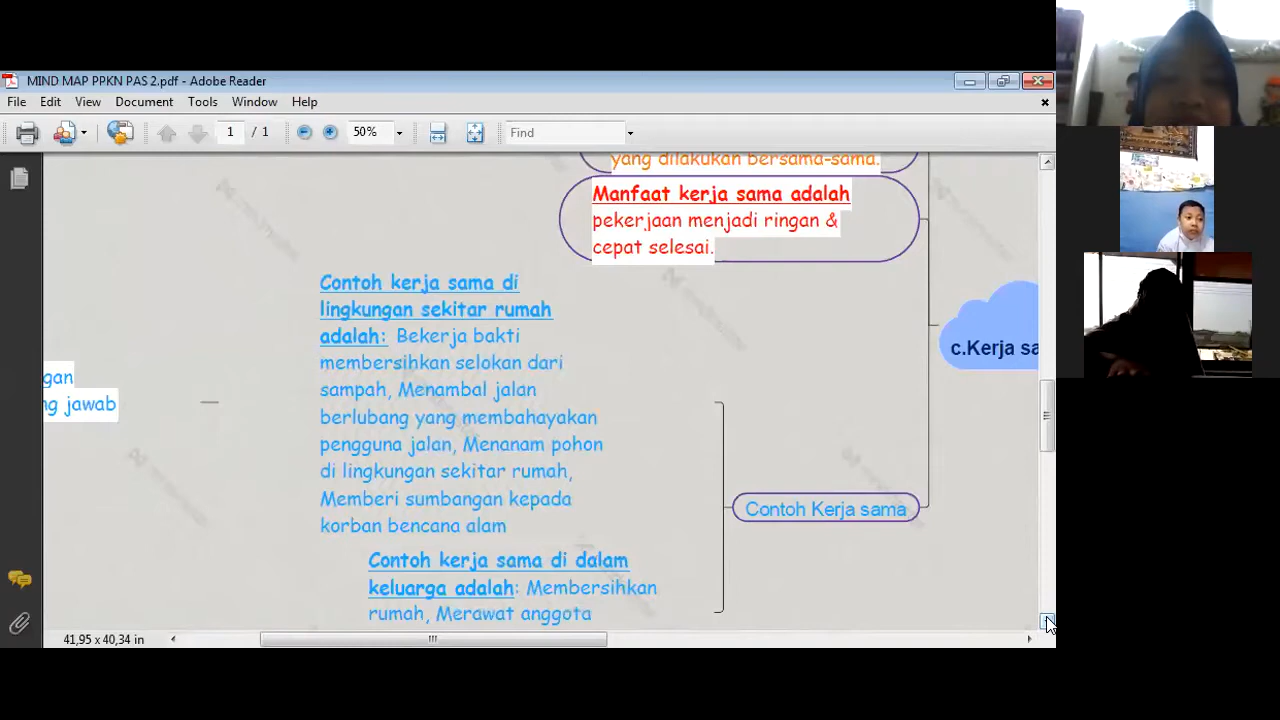 MIND MAP PPKN PAS 2.pdf - Adobe Reader
File Edit View Document Tools Window Help
1 / 1 50% Find
yang dilakukan bersama-sama.
Manfaat kerja sama adalah
pekerjaan menjadi ringan &
cepat selesai.
Contoh kerja sama di
lingkungan sekitar rumah
adalah: Bekerja bakti
membersihkan selokan dari
sampah, Menambal jalan
berlubang yang membahayakan
pengguna jalan, Menanam pohon
di lingkungan sekitar rumah,
Memberi sumbangan kepada
korban bencana alam
gan
ng jawab
c.Kerja sa
Contoh Kerja sama
Contoh kerja sama di dalam
keluarga adalah: Membersihkan
rumah, Merawat anggota
41,95 x 40,34 in